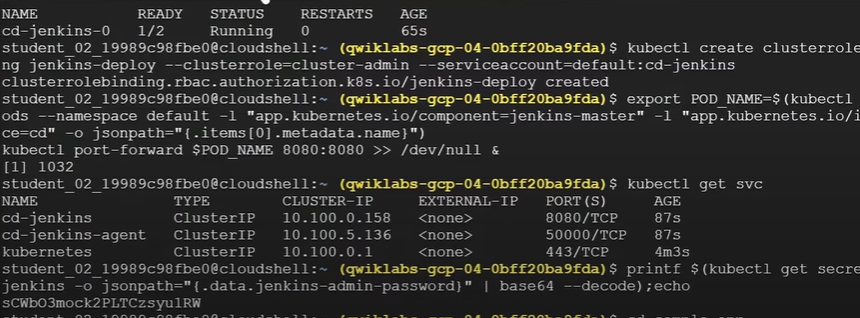 NAME READY STATUS RESTARTS AGE
cd-jenkins-0 1/2 Running 0 65s
student_02_19989c98fbe0@cloudshell:~ (qwiklabs-gcp-04-0bff20ba9fda)$ kubectl create clusterrole
ng jenkins-deploy --clusterrole=cluster-admin --serviceaccount=default:cd-jenkins
clusterrolebinding.rbac.authorization.k8s.io/jenkins-deploy created
student_02_19989c98fbe0@cloudshell:~ (qwiklabs-gcp-04-0bff20ba9fda)$ export POD_NAME=$(kubectl
ods --namespace default -l "app.kubernetes.io/component=jenkins-master" -l "app.kubernetes.io/i
ce=cd" -o jsonpath="{.items[0].metadata.name}")
kubectl port-forward $POD_NAME 8080:8080 >> /dev/null &
[1] 1032
student_02_19989c98fbe0@cloudshell:~ (qwiklabs-gcp-04-0bff20ba9fda)$ kubectl get svc
NAME TYPE CLUSTER-IP EXTERNAL-IP PORT(S) AGE
cd-jenkins ClusterIP 10.100.0.158 <none> 8080/TCP 87s
cd-jenkins-agent ClusterIP 10.100.5.136 <none> 50000/TCP 87s
kubernetes ClusterIP 10.100.0.1 <none> 443/TCP 4m3s
student_02_19989c98fbe0@cloudshell:~ (qwiklabs-gcp-04-0bff20ba9fda)$ printf $(kubectl get secre
jenkins -o jsonpath="{.data.jenkins-admin-password}" | base64 --decode);echo
sCWbO3mock2PLTCzsyu1RW